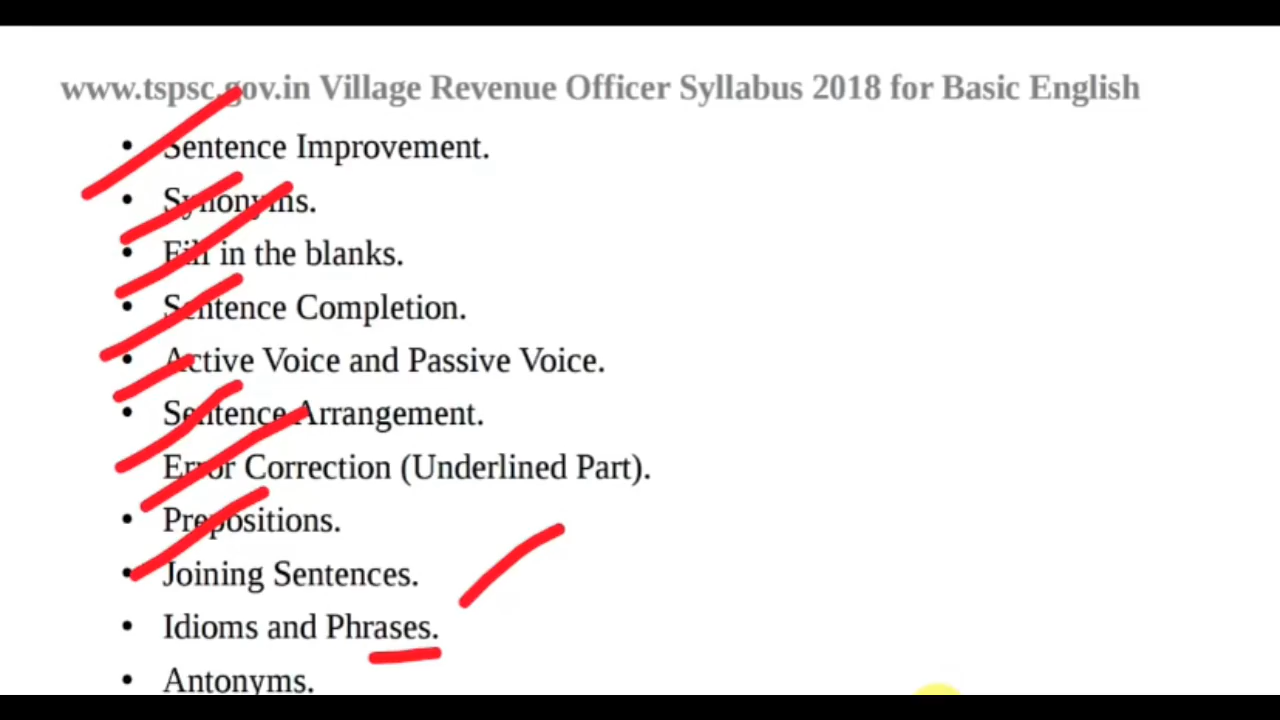 www.tspsc.gov.in Village Revenue Officer Syllabus 2018 for Basic English
• Sentence Improvement.
• Synonyms.
• Fill in the blanks.
• Sentence Completion.
• Active Voice and Passive Voice.
• Sentence Arrangement.
Error Correction (Underlined Part).
• Prepositions.
• Joining Sentences.
• Idioms and Phrases.
• Antonyms.